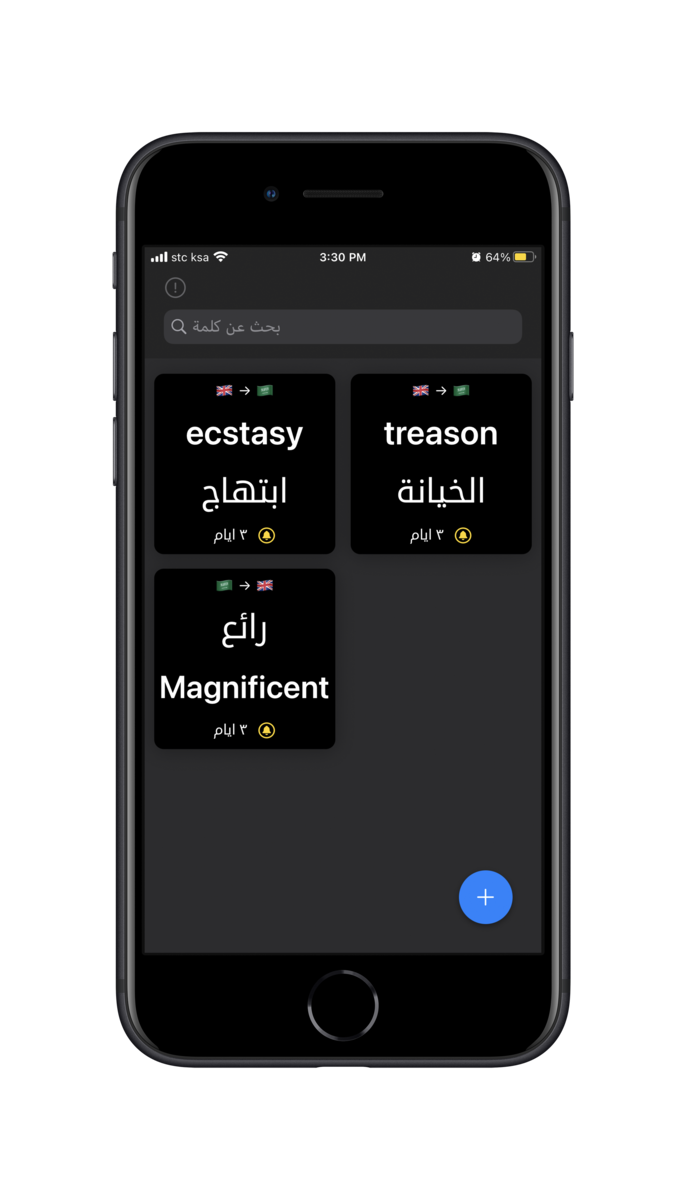 stc ksa 3:30 PM 64%
بحث عن كلمة
ecstasy
ابتهاج
٣ ايام
treason
الخيانة
٣ ايام
رائع
Magnificent
٣ ايام